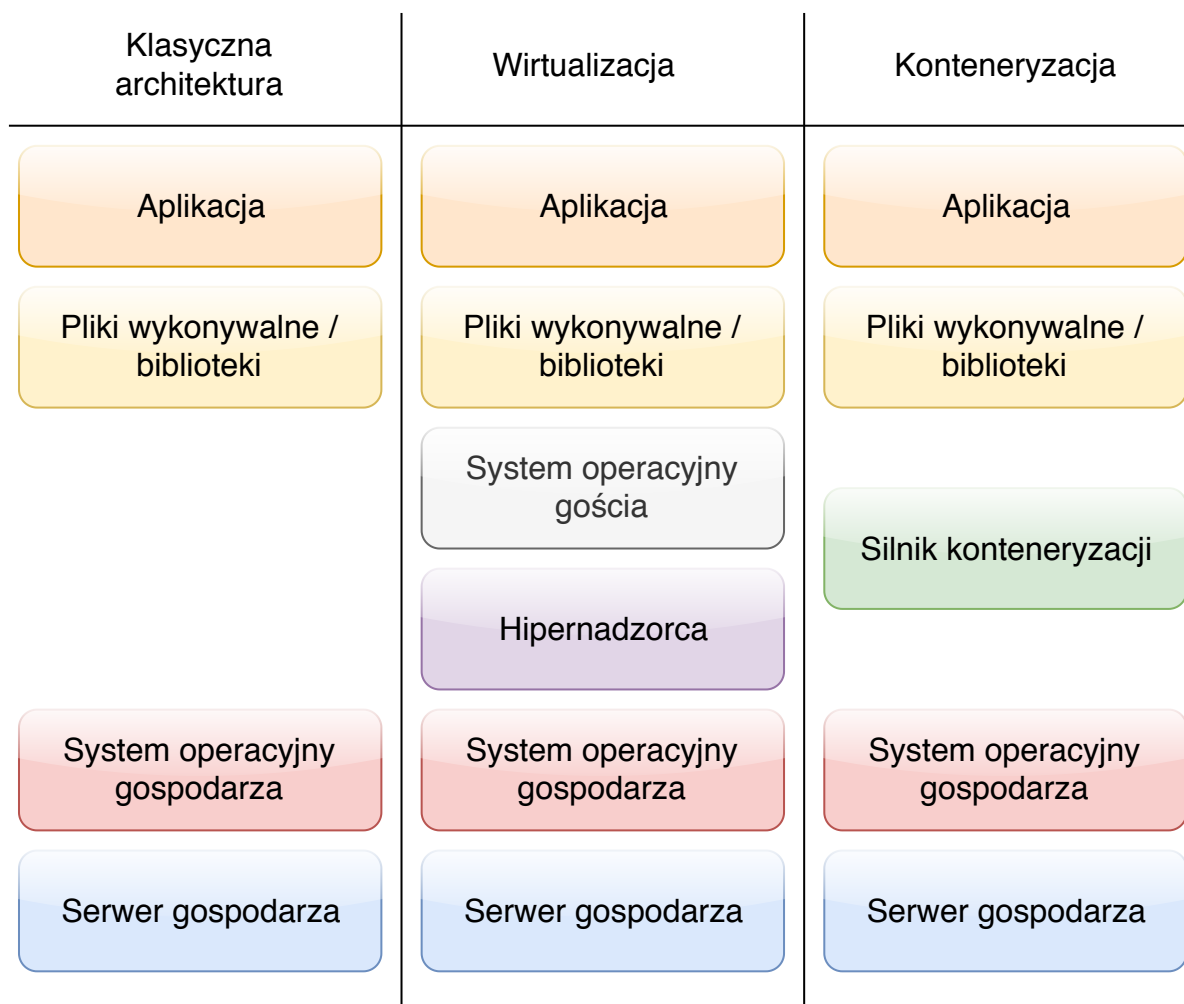 Klasyczna
architektura
Wirtualizacja
Konteneryzacja
Aplikacja
Aplikacja
Aplikacja
Pliki wykonywalne /
biblioteki
Pliki wykonywalne /
biblioteki
Pliki wykonywalne /
biblioteki
System operacyjny
gościa
Silnik konteneryzacji
Hipernadzorca
System operacyjny
gospodarza
System operacyjny
gospodarza
System operacyjny
gospodarza
Serwer gospodarza
Serwer gospodarza
Serwer gospodarza